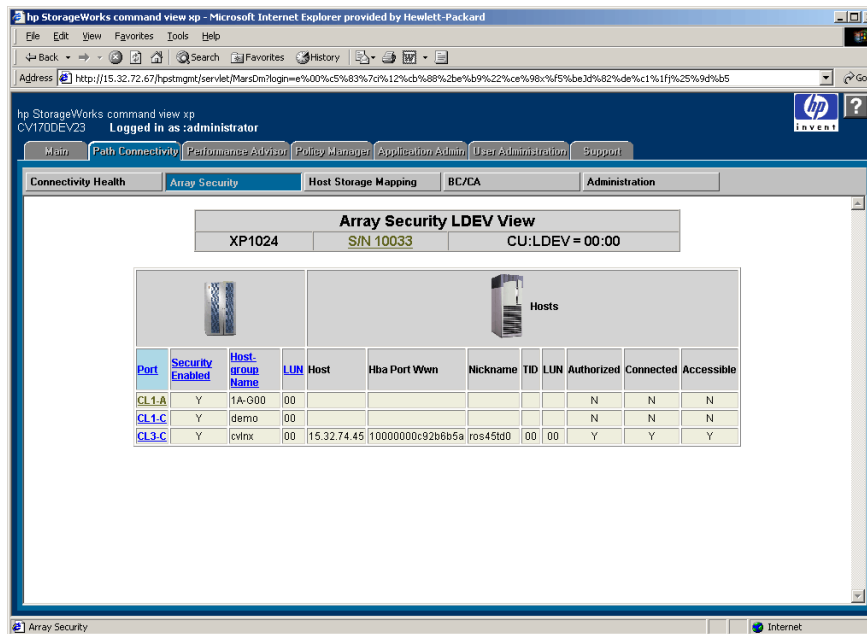 hp StorageWorks command view xp - Microsoft Internet Explorer provided by Hewlett-Packard
File Edit View Favorites Tools Help
Back Search Favorites History
Address http://15.32.72.67/hpstmgmt/servlet/MarsDm?login=e%00%c5%83%7ci%12%cb%88%2be%b9%22%ce%98x%f5%beJd%82%de%c1%1fj%25%9d%b5 Go
hp StorageWorks command view xp
CV170DEV23 Logged in as :administrator
hp
invent
?
Main Path Connectivity Performance Advisor Policy Manager Application Admin User Administration Support
Connectivity Health Array Security Host Storage Mapping BC/CA Administration
Array Security LDEV View
XP1024 S/N 10033 CU:LDEV = 00:00
Hosts
Port Security Enabled Host-group Name LUN Host Hba Port Wwn Nickname TID LUN Authorized Connected Accessible
CL1-A Y 1A-G00 00 N N N
CL1-C Y demo 00 N N N
CL3-C Y cvlnx 00 15.32.74.45 10000000c92b6b5a ros45td0 00 00 Y Y Y
Array Security Internet